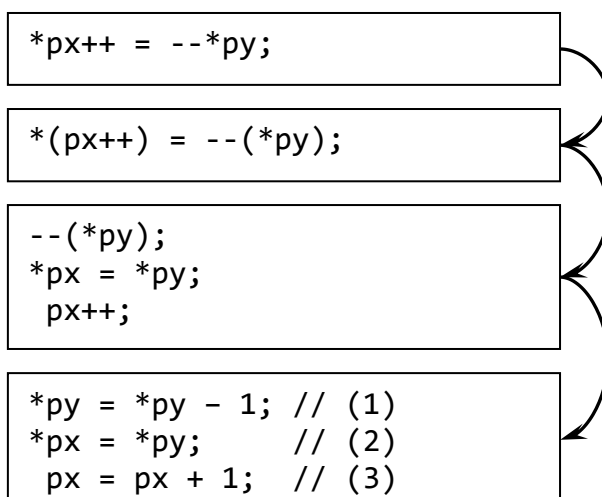 *px++ = --*py;
*(px++) = --(*py);
--(*py);
*px = *py;
 px++;
*py = *py – 1; // (1)
*px = *py;     // (2)
 px = px + 1;  // (3)